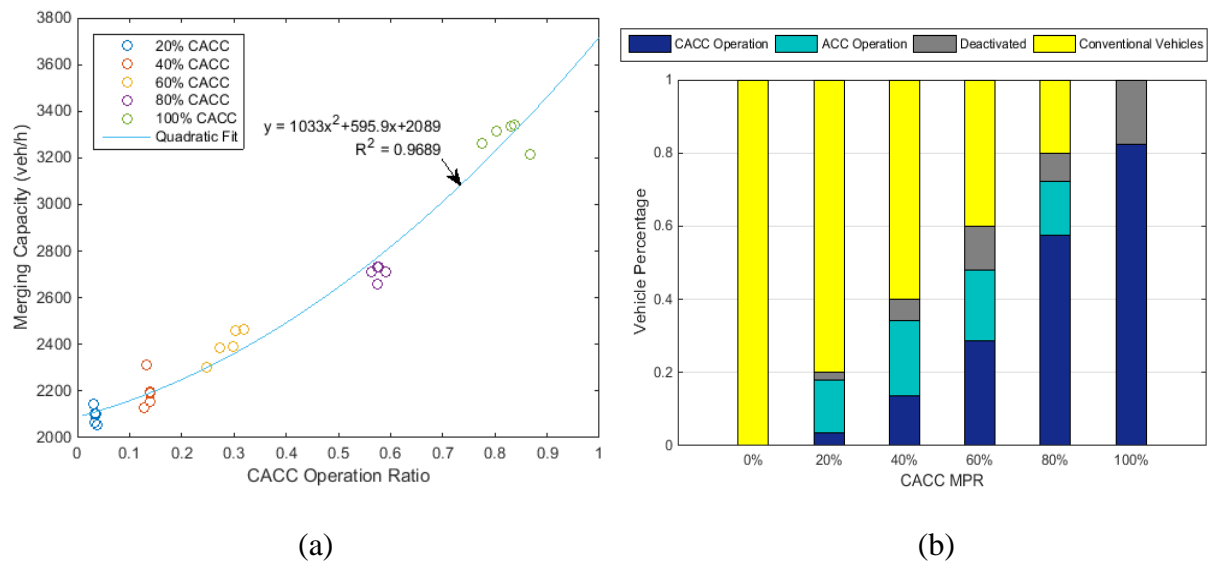 3800
3600
3400
3200
3000
2800
2600
2400
2200
2000
Merging Capacity (veh/h)
20% CACC
40% CACC
60% CACC
80% CACC
100% CACC
Quadratic Fit
y = 1033x²+595.9x+2089
R² = 0.9689
0 0.1 0.2 0.3 0.4 0.5 0.6 0.7 0.8 0.9 1
CACC Operation Ratio
(a)
CACC Operation ACC Operation Deactivated Conventional Vehicles
1
0.8
0.6
0.4
0.2
0
Vehicle Percentage
0% 20% 40% 60% 80% 100%
CACC MPR
(b)